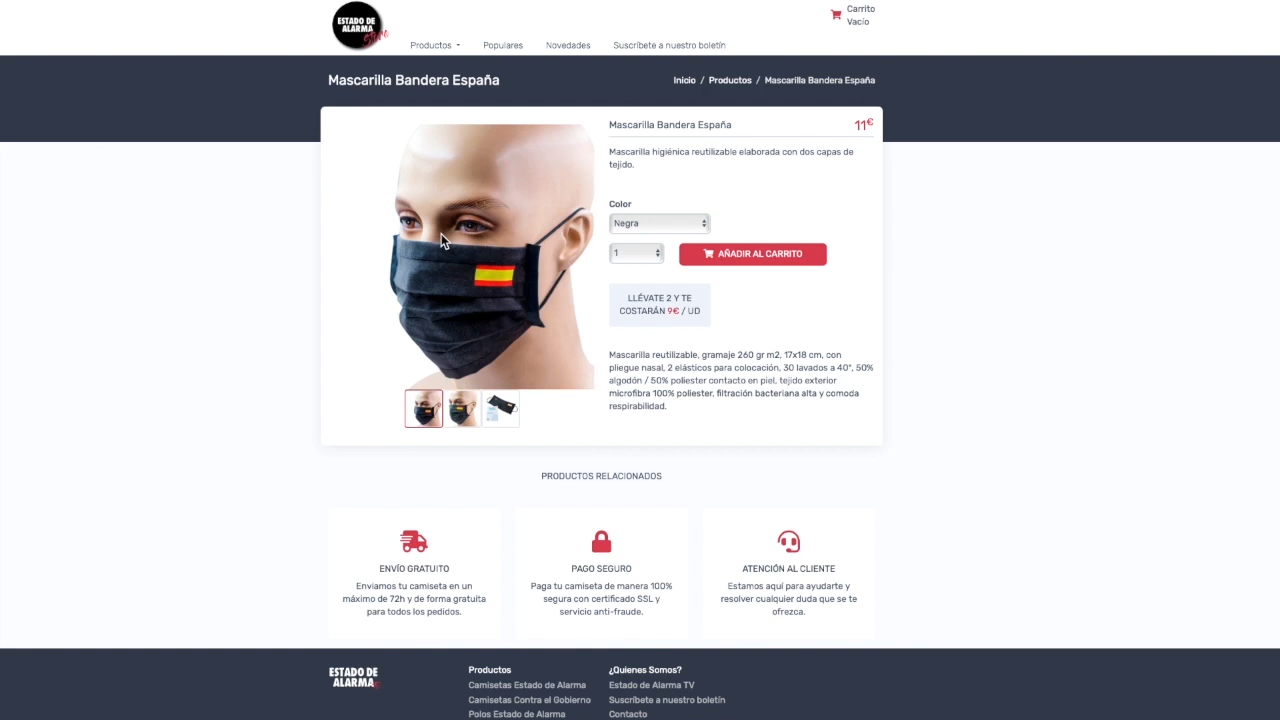 ESTADO DE
ALARMA
Carrito
Vacío
Productos
Populares
Novedades
Suscríbete a nuestro boletín
Mascarilla Bandera España
Inicio / Productos / Mascarilla Bandera España
Mascarilla Bandera España
11€
Mascarilla higiénica reutilizable elaborada con dos capas de
tejido.
Color
Negra
1
AÑADIR AL CARRITO
LLÉVATE 2 Y TE
COSTARÁN 9€ / UD
Mascarilla reutilizable, gramaje 260 gr m2, 17x18 cm, con
pliegue nasal, 2 elásticos para colocación, 30 lavados a 40º, 50%
algodón / 50% poliester contacto en piel, tejido exterior
microfibra 100% poliester, filtración bacteriana alta y comoda
respirabilidad.
PRODUCTOS RELACIONADOS
ENVÍO GRATUITO
Enviamos tu camiseta en un
máximo de 72h y de forma gratuita
para todos los pedidos.
PAGO SEGURO
Paga tu camiseta de manera 100%
segura con certificado SSL y
servicio anti-fraude.
ATENCIÓN AL CLIENTE
Estamos aquí para ayudarte y
resolver cualquier duda que se te
ofrezca.
ESTADO DE
ALARMA
Productos
Camisetas Estado de Alarma
Camisetas Contra el Gobierno
Polos Estado de Alarma
¿Quienes Somos?
Estado de Alarma TV
Suscríbete a nuestro boletín
Contacto